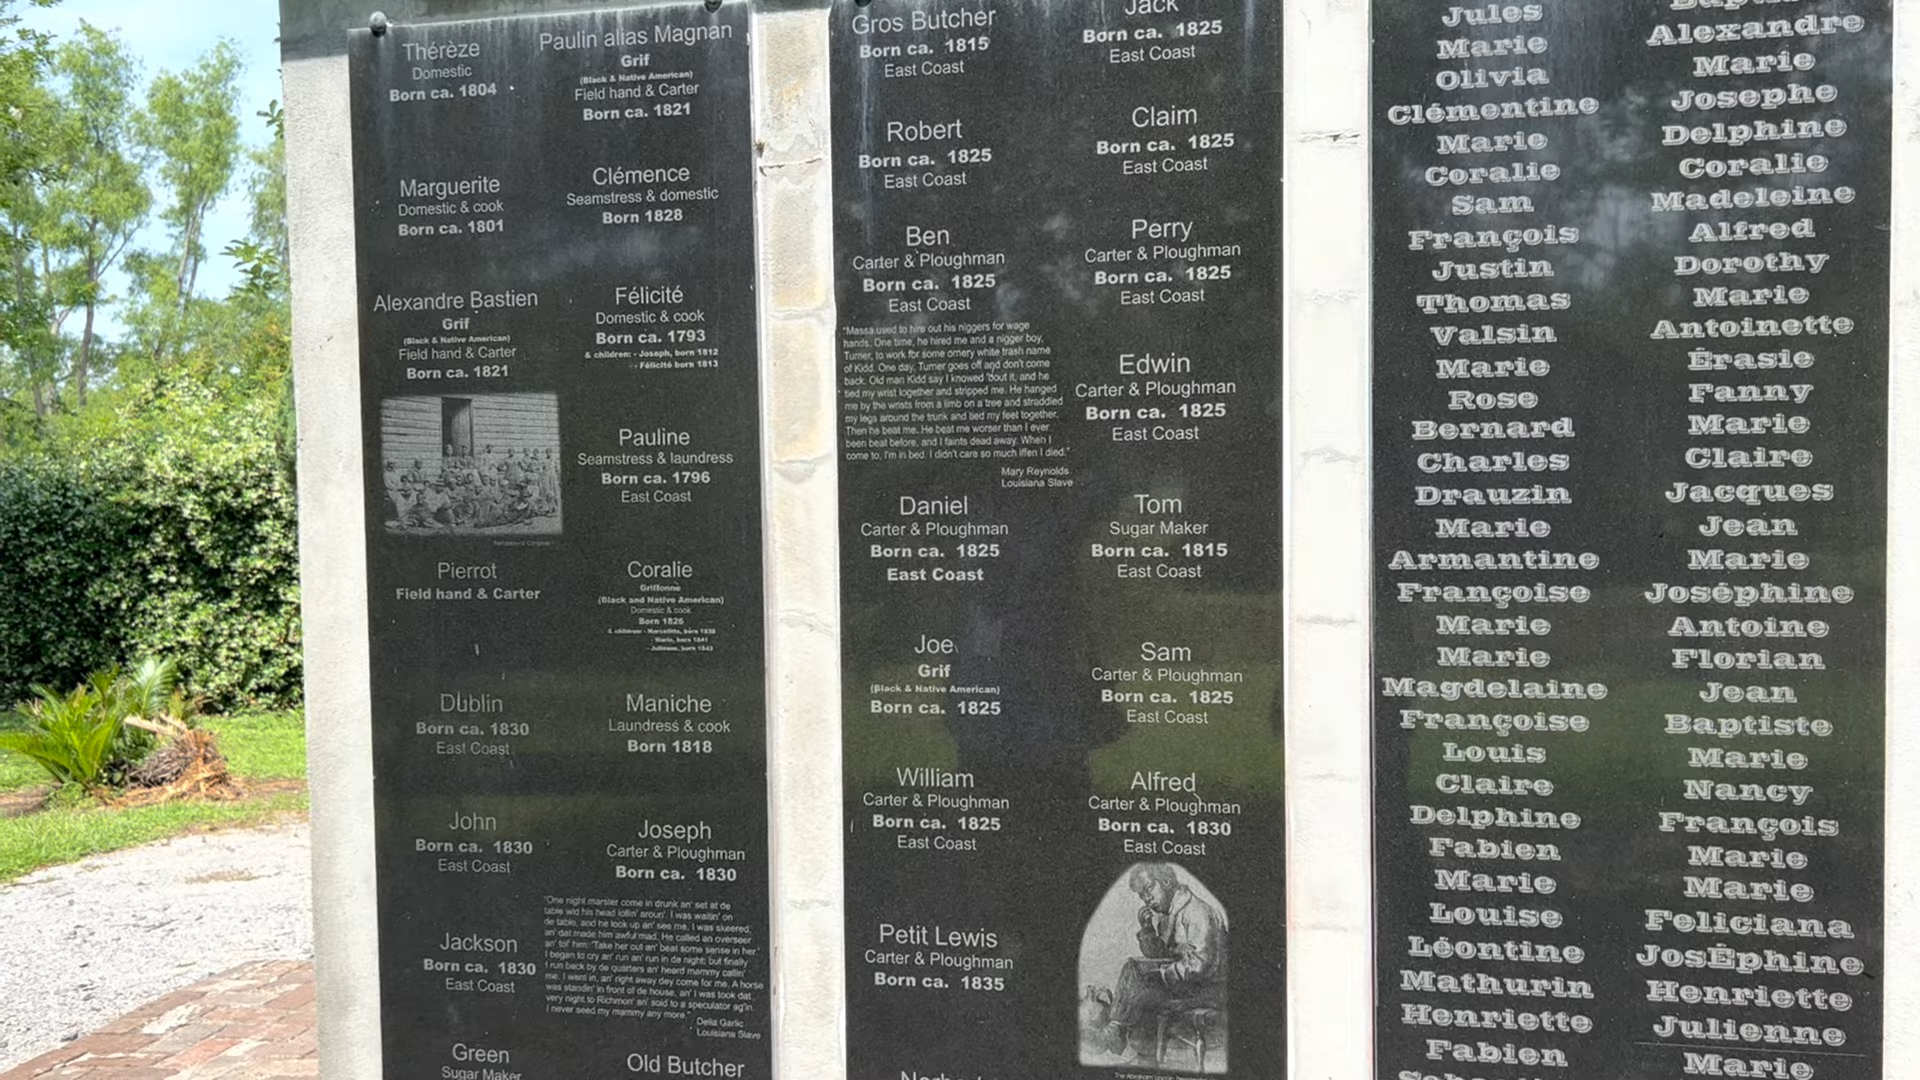 Thérèze
Domestic
Born ca. 1804
Marguerite
Domestic & cook
Born ca. 1801
Alexandre Bastien
Grif
(Black & Native American)
Field hand & Carter
Born ca. 1821
Pierrot
Field hand & Carter
Dublin
Born ca. 1830
East Coast
John
Born ca. 1830
East Coast
Jackson
Born ca. 1830
East Coast
Green
Sugar Maker
Paulin alias Magnan
Grif
(Black & Native American)
Field hand & Carter
Born ca. 1821
Clémence
Seamstress & domestic
Born 1828
Félicité
Domestic & cook
Born ca. 1793
& children: - Joseph, born 1812
- Félicité born 1813
Pauline
Seamstress & laundress
Born ca. 1796
East Coast
Coralie
Griffonne
(Black and Native American)
Domestic & cook
Born 1826
Maniche
Laundress & cook
Born 1818
Joseph
Carter & Ploughman
Born ca. 1830
"One night marster come in drunk an' set at de
table wid his head lollin' aroun'. I was waitin' on
de table, and he look up an' see me. I was skeered,
an' dat made him awful mad. He called an overseer
an' tol' him: 'Take her out an' beat some sense in her.'
I began to cry an' run an' run in de night; but finally
I run back by de quarters an' heard mammy callin'
me. I went in, an' right away dey come for me. A horse
was standin' in front of de house, an' I was took dat
very night to Richmon' an' sold to a speculator ag'in.
I never seed my mammy any more."
Delia Garlic
Louisiana Slave
Old Butcher
Gros Butcher
Born ca. 1815
East Coast
Robert
Born ca. 1825
East Coast
Ben
Carter & Ploughman
Born ca. 1825
East Coast
"Massa used to hire out his niggers for wage
hands. One time, he hired me and a nigger boy,
Turner, to work for some ornery white trash name
of Kidd. One day, Turner goes off and don't come
back. Old man Kidd say I knowed 'bout it, and he
tied my wrist together and stripped me. He hanged
me by the wrists from a limb on a tree and straddled
my legs around the trunk and tied my feet together.
Then he beat me. He beat me worser than I ever
been beat before, and I faints dead away. When I
come to, I'm in bed. I didn't care so much iffen I died."
Mary Reynolds
Louisiana Slave
Daniel
Carter & Ploughman
Born ca. 1825
East Coast
Joe
Grif
(Black & Native American)
Born ca. 1825
William
Carter & Ploughman
Born ca. 1825
East Coast
Petit Lewis
Carter & Ploughman
Born ca. 1835
Jack
Born ca. 1825
East Coast
Claim
Born ca. 1825
East Coast
Perry
Carter & Ploughman
Born ca. 1825
East Coast
Edwin
Carter & Ploughman
Born ca. 1825
East Coast
Tom
Sugar Maker
Born ca. 1815
East Coast
Sam
Carter & Ploughman
Born ca. 1825
East Coast
Alfred
Carter & Ploughman
Born ca. 1830
East Coast
Jules
Marie
Olivia
Clémentine
Marie
Coralie
Sam
François
Justin
Thomas
Valsin
Marie
Rose
Bernard
Charles
Drauzin
Marie
Armantine
Françoise
Marie
Marie
Magdelaine
Françoise
Louis
Claire
Delphine
Fabien
Marie
Louise
Léontine
Mathurin
Henriette
Fabien
Alexandre
Marie
Josephe
Delphine
Coralie
Madeleine
Alfred
Dorothy
Marie
Antoinette
Érasie
Fanny
Marie
Claire
Jacques
Jean
Marie
Joséphine
Antoine
Florian
Jean
Baptiste
Marie
Nancy
François
Marie
Marie
Feliciana
JosÉphine
Henriette
Julienne
Marie